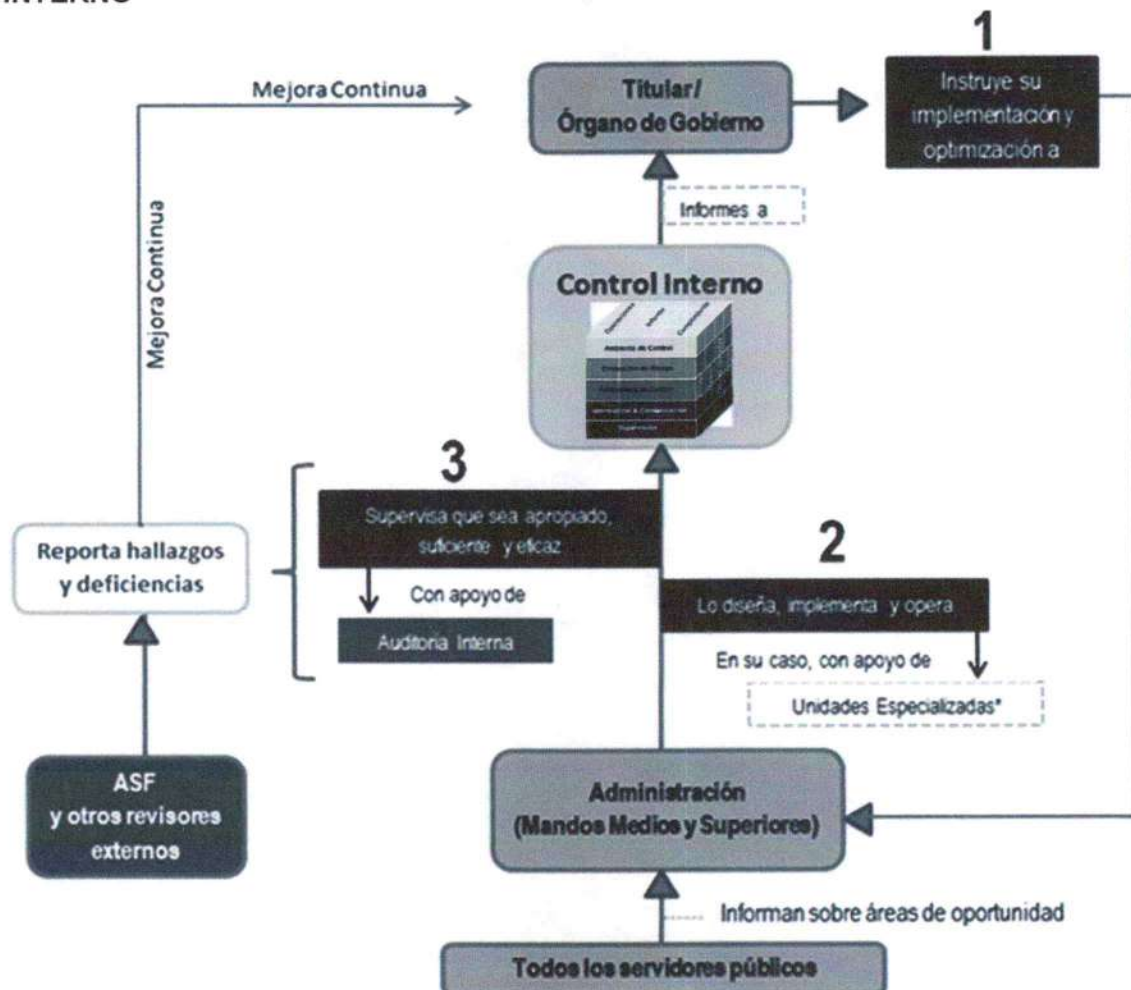 INTERNO
1
Mejora Continua
Titular/
Órgano de Gobierno
Instruye su
implementación y
optimización a
Informes a
Mejora Continua
Control Interno
Ambiente de Control
3
Supervisa que sea apropiado,
suficiente y eficaz
2
Reporta hallazgos
y deficiencias
Con apoyo de
Lo diseña, implementa y opera
Auditoría Interna
En su caso, con apoyo de
Unidades Especializadas*
ASF
y otros revisores
externos
Administración
(Mandos Medios y Superiores)
Informan sobre áreas de oportunidad
Todos los servidores públicos